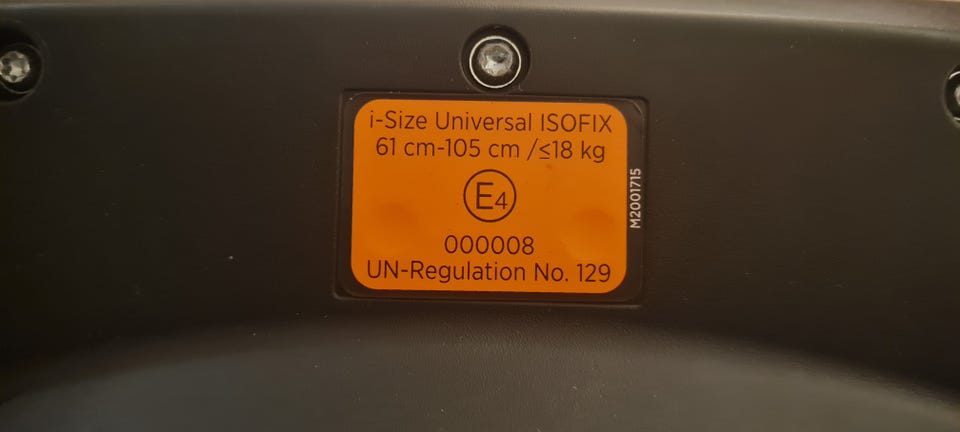 i-Size Universal ISOFIX
61 cm-105 cm /≤18 kg
E4
000008
UN-Regulation No. 129
M2001715